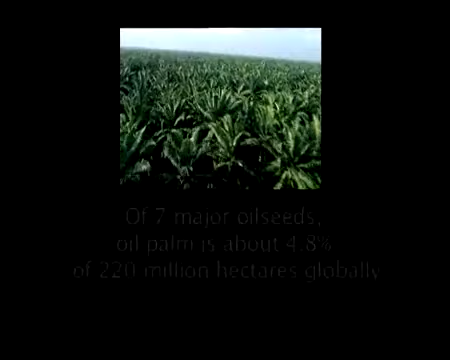 Of 7 major oilseeds,
oil palm is about 4.8%
of 220 million hectares globally